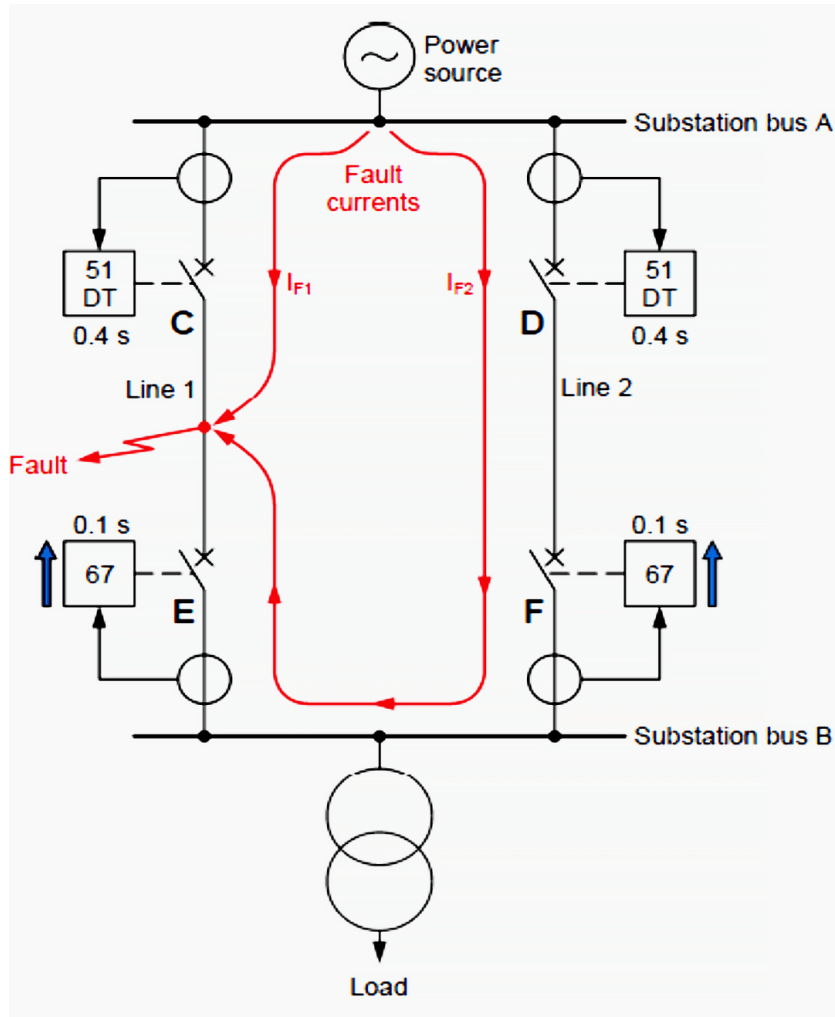 Power
source
Substation bus A
Fault
currents
51
DT
0.4 s
C
I_F1
I_F2
D
51
DT
0.4 s
Line 1
Line 2
Fault
0.1 s
67
E
F
0.1 s
67
Substation bus B
Load